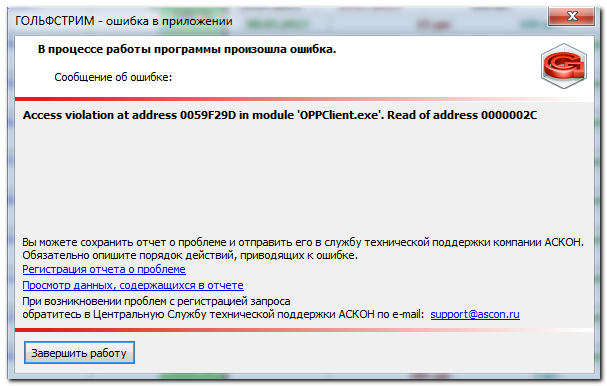 ГОЛЬФСТРИМ - ошибка в приложении
В процессе работы программы произошла ошибка.
Сообщение об ошибке:
Access violation at address 0059F29D in module 'OPPClient.exe'. Read of address 0000002C
Вы можете сохранить отчет о проблеме и отправить его в службу технической поддержки компании АСКОН.
Обязательно опишите порядок действий, приводящих к ошибке.
Регистрация отчета о проблеме
Просмотр данных, содержащихся в отчете
При возникновении проблем с регистрацией запроса
обратитесь в Центральную Службу технической поддержки АСКОН по e-mail: support@ascon.ru
Завершить работу